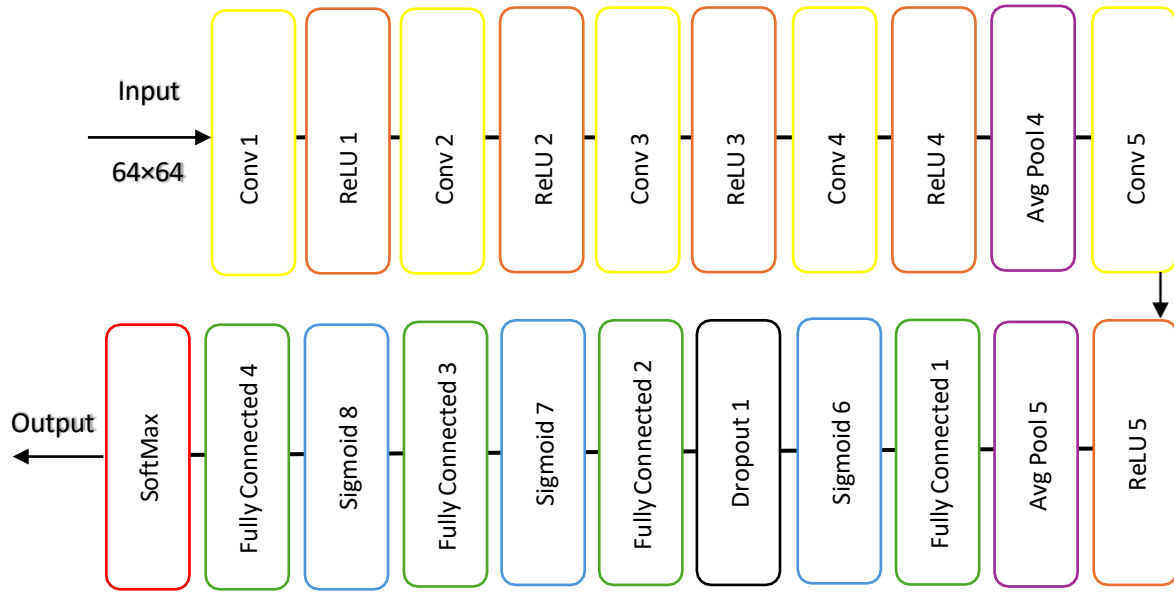 Input
64×64
Conv 1
ReLU 1
Conv 2
ReLU 2
Conv 3
ReLU 3
Conv 4
ReLU 4
Avg Pool 4
Conv 5
ReLU 5
Avg Pool 5
Fully Connected 1
Sigmoid 6
Dropout 1
Fully Connected 2
Sigmoid 7
Fully Connected 3
Sigmoid 8
Fully Connected 4
SoftMax
Output